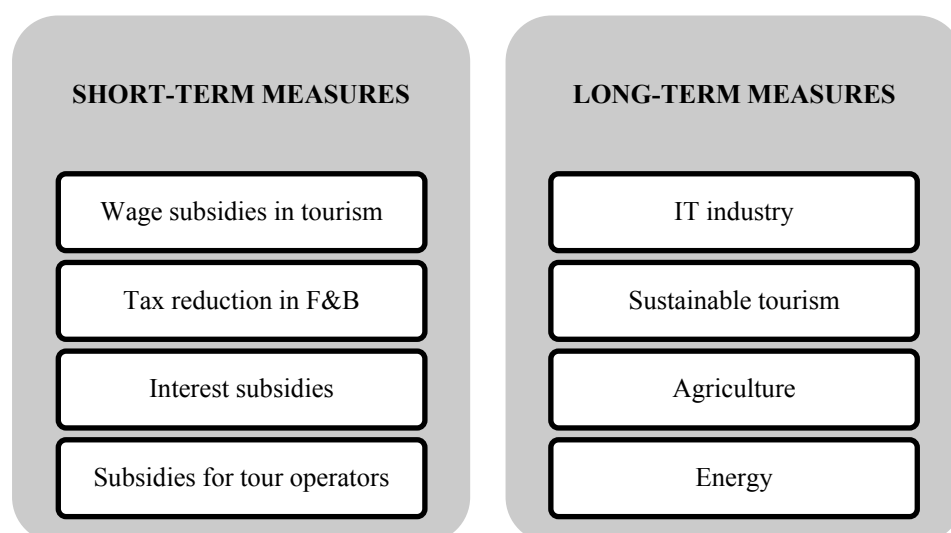 SHORT-TERM MEASURES
Wage subsidies in tourism
Tax reduction in F&B
Interest subsidies
Subsidies for tour operators
LONG-TERM MEASURES
IT industry
Sustainable tourism
Agriculture
Energy